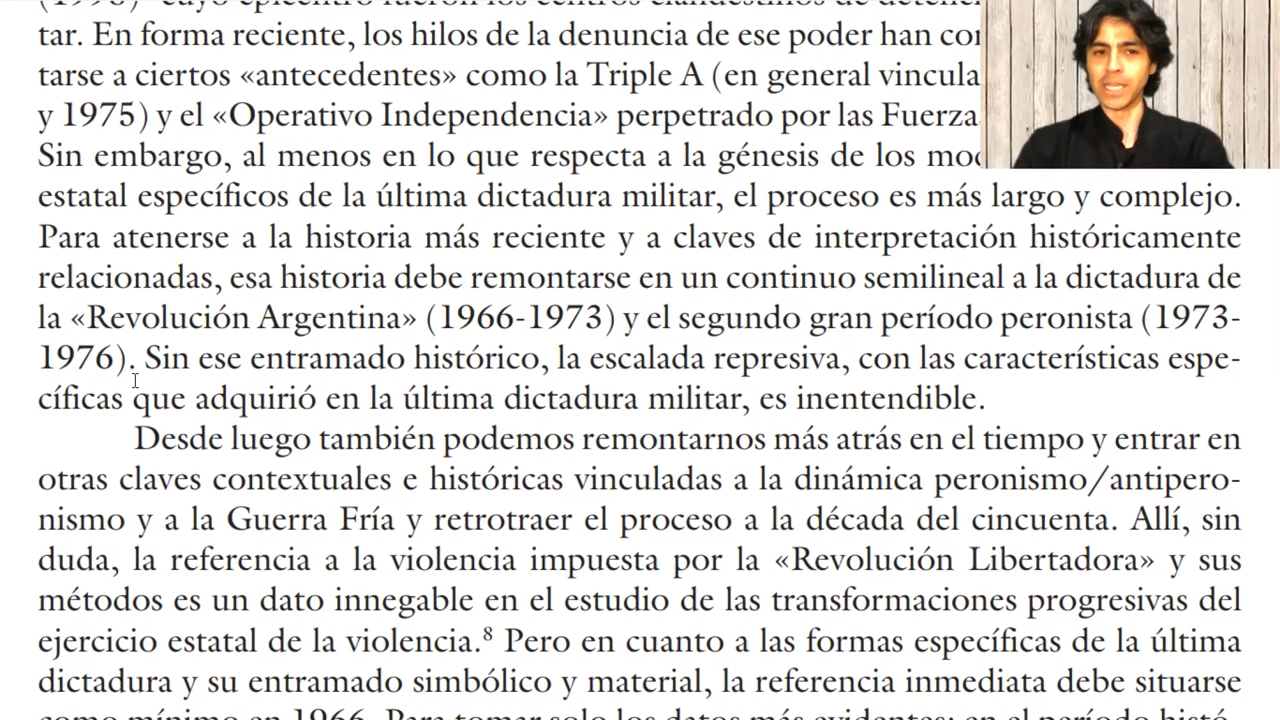 tar. En forma reciente, los hilos de la denuncia de ese poder han
tarse a ciertos «antecedentes» como la Triple A (en general
y 1975) y el «Operativo Independencia» perpetrado por las
Sin embargo, al menos en lo que respecta a la génesis de los
estatal específicos de la última dictadura militar, el proceso es más largo y complejo.
Para atenerse a la historia más reciente y a claves de interpretación históricamente
relacionadas, esa historia debe remontarse en un continuo semilineal a la dictadura de
la «Revolución Argentina» (1966-1973) y el segundo gran período peronista (1973-
1976). Sin ese entramado histórico, la escalada represiva, con las características espe-
cíficas que adquirió en la última dictadura militar, es inentendible.
Desde luego también podemos remontarnos más atrás en el tiempo y entrar en
otras claves contextuales e históricas vinculadas a la dinámica peronismo/antipero-
nismo y a la Guerra Fría y retrotraer el proceso a la década del cincuenta. Allí, sin
duda, la referencia a la violencia impuesta por la «Revolución Libertadora» y sus
métodos es un dato innegable en el estudio de las transformaciones progresivas del
ejercicio estatal de la violencia.⁸ Pero en cuanto a las formas específicas de la última
dictadura y su entramado simbólico y material, la referencia inmediata debe situarse